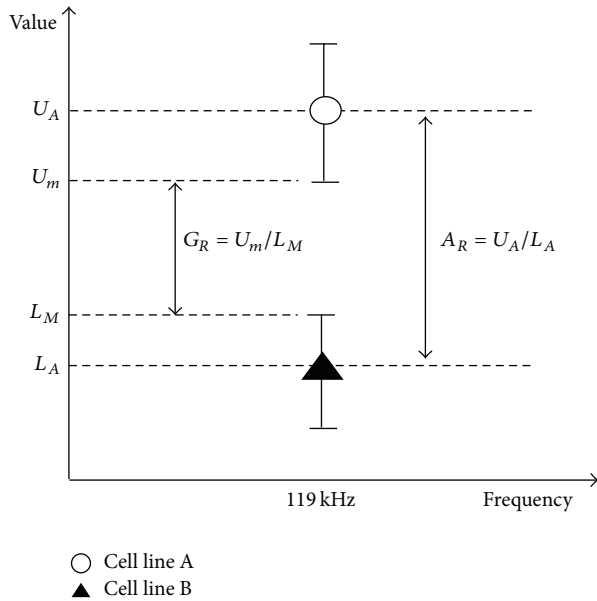 Value
U_A
U_m
G_R = U_m/L_M
A_R = U_A/L_A
L_M
L_A
119 kHz
Frequency
Cell line A
Cell line B